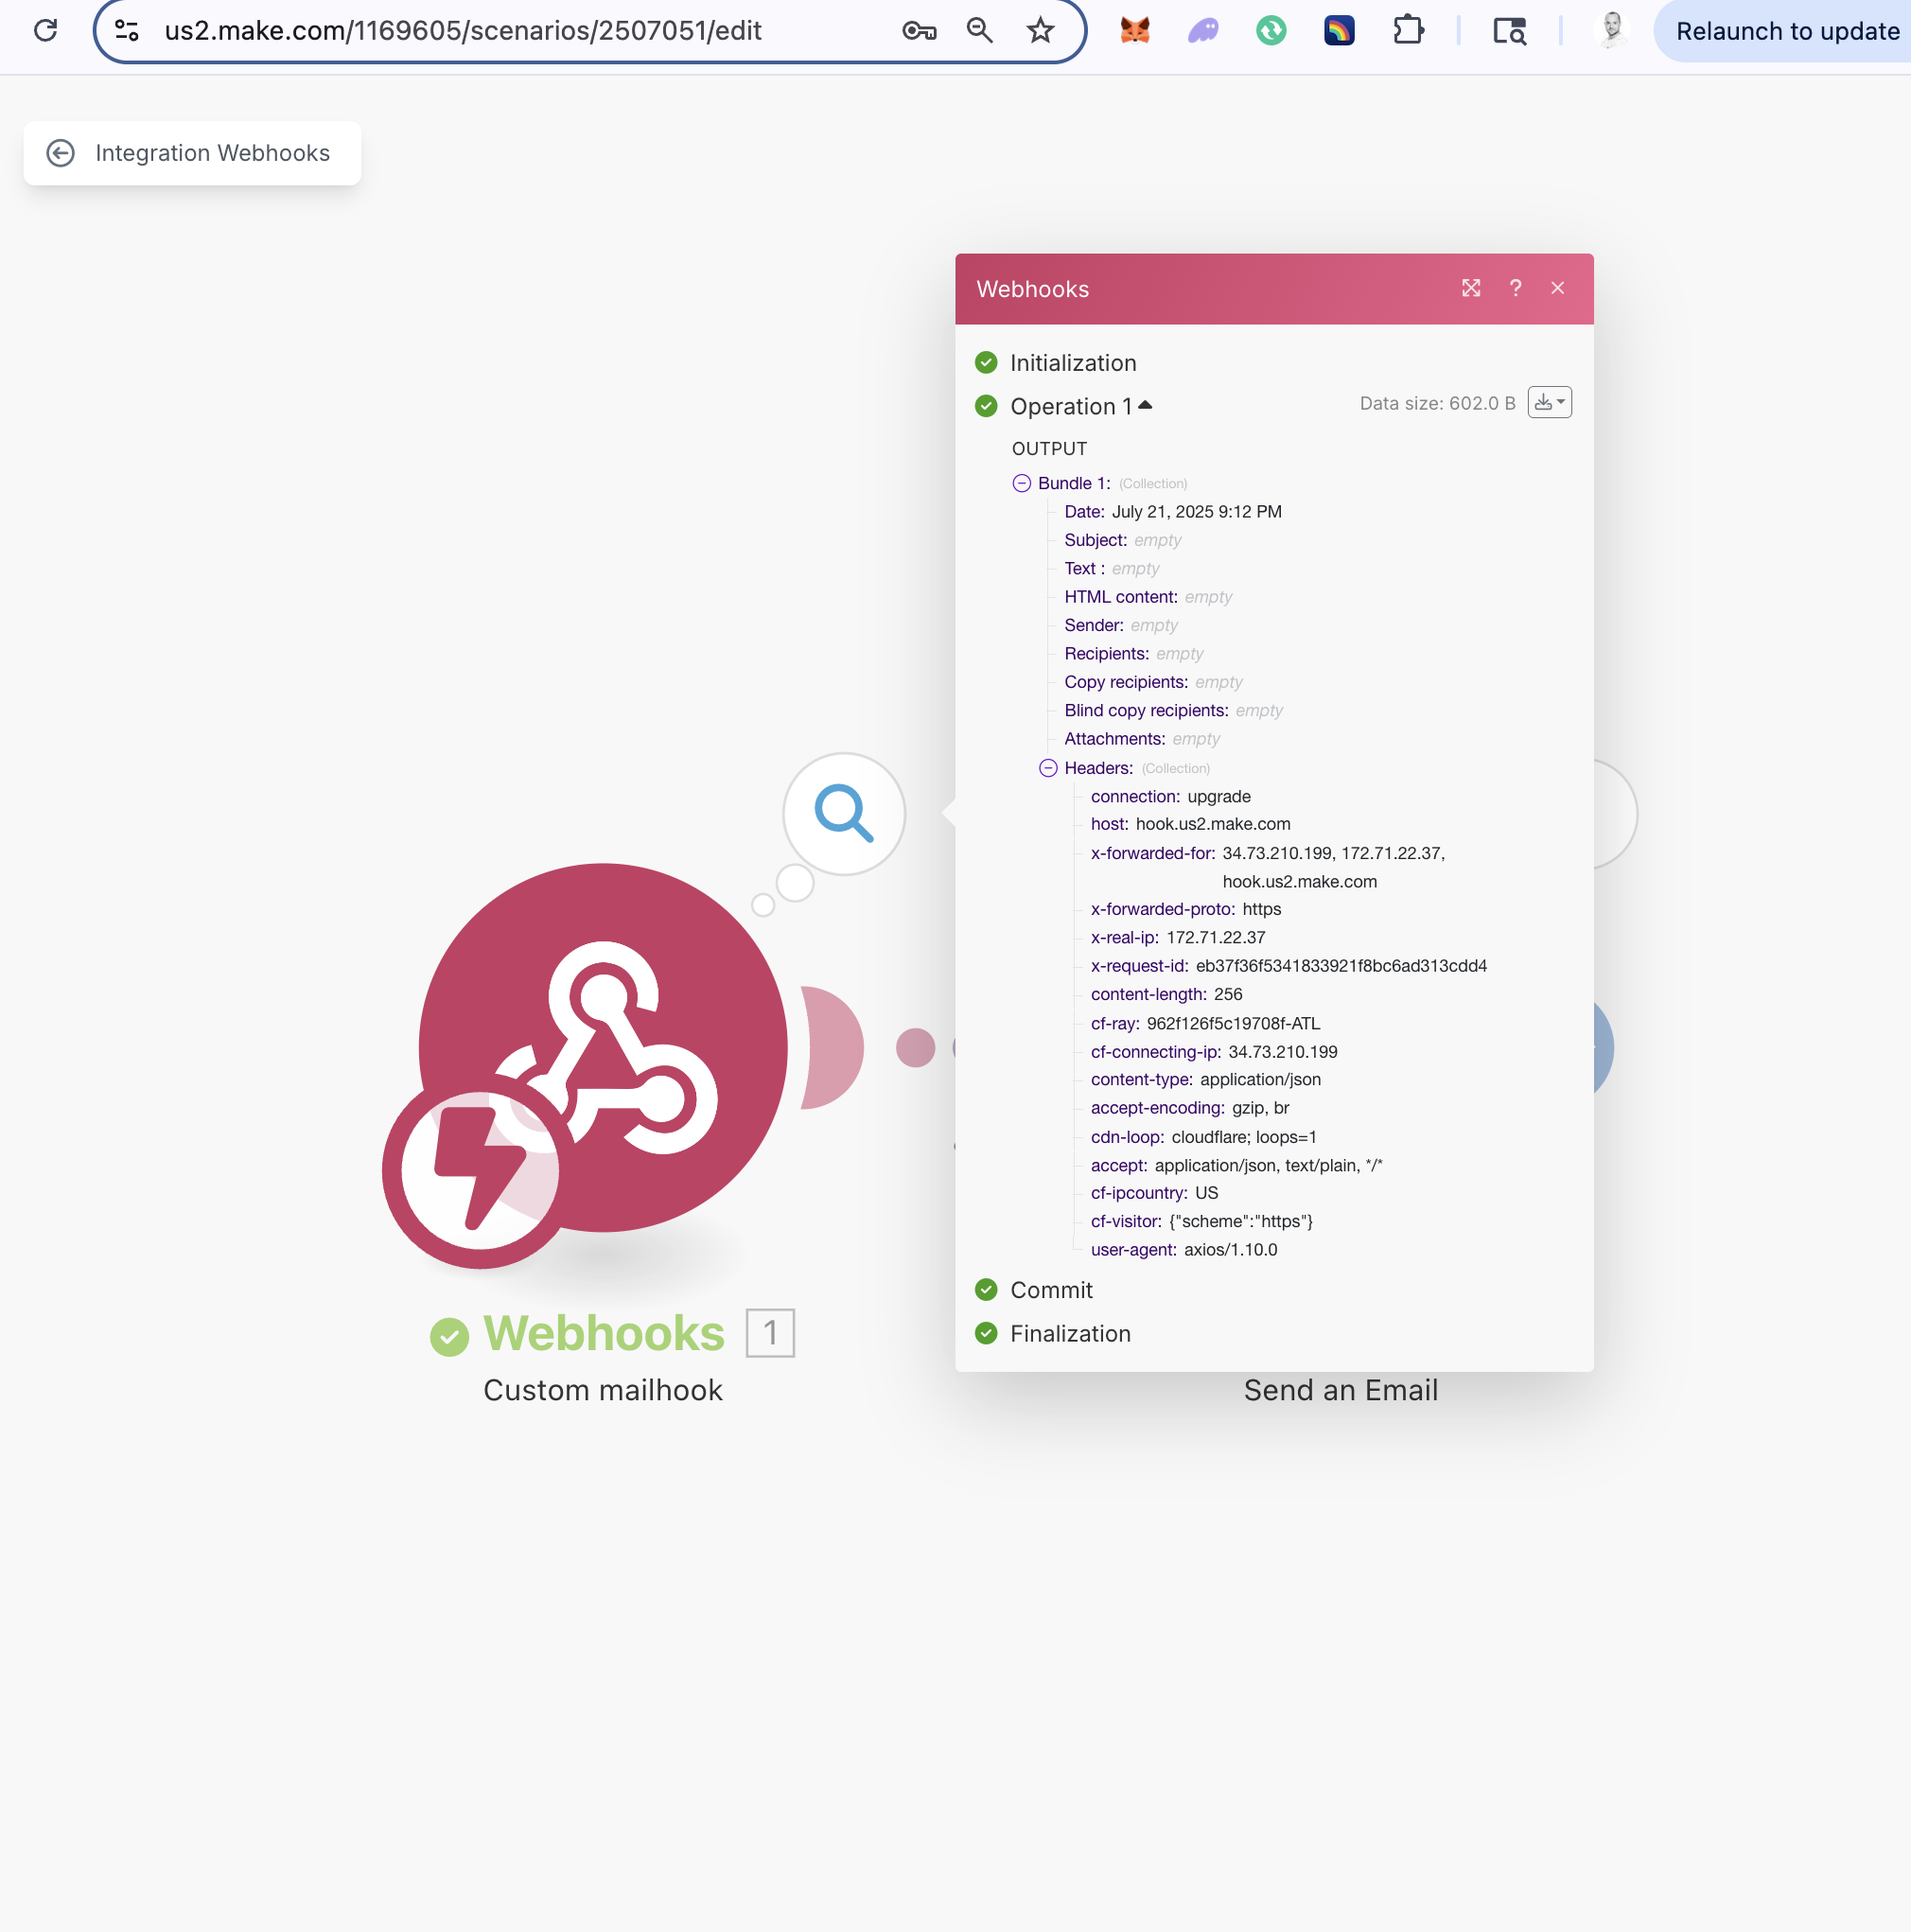 us2.make.com/1169605/scenarios/2507051/edit
Relaunch to update
Integration Webhooks
Webhooks
?
Initialization
Operation 1
Data size: 602.0 B
OUTPUT
Bundle 1: (Collection)
Date: July 21, 2025 9:12 PM
Subject: empty
Text : empty
HTML content: empty
Sender: empty
Recipients: empty
Copy recipients: empty
Blind copy recipients: empty
Attachments: empty
Headers: (Collection)
connection: upgrade
host: hook.us2.make.com
x-forwarded-for: 34.73.210.199, 172.71.22.37,
hook.us2.make.com
x-forwarded-proto: https
x-real-ip: 172.71.22.37
x-request-id: eb37f36f5341833921f8bc6ad313cdd4
content-length: 256
cf-ray: 962f126f5c19708f-ATL
cf-connecting-ip: 34.73.210.199
content-type: application/json
accept-encoding: gzip, br
cdn-loop: cloudflare; loops=1
accept: application/json, text/plain, */*
cf-ipcountry: US
cf-visitor: {"scheme":"https"}
user-agent: axios/1.10.0
Commit
Finalization
Webhooks 1
Custom mailhook
Send an Email